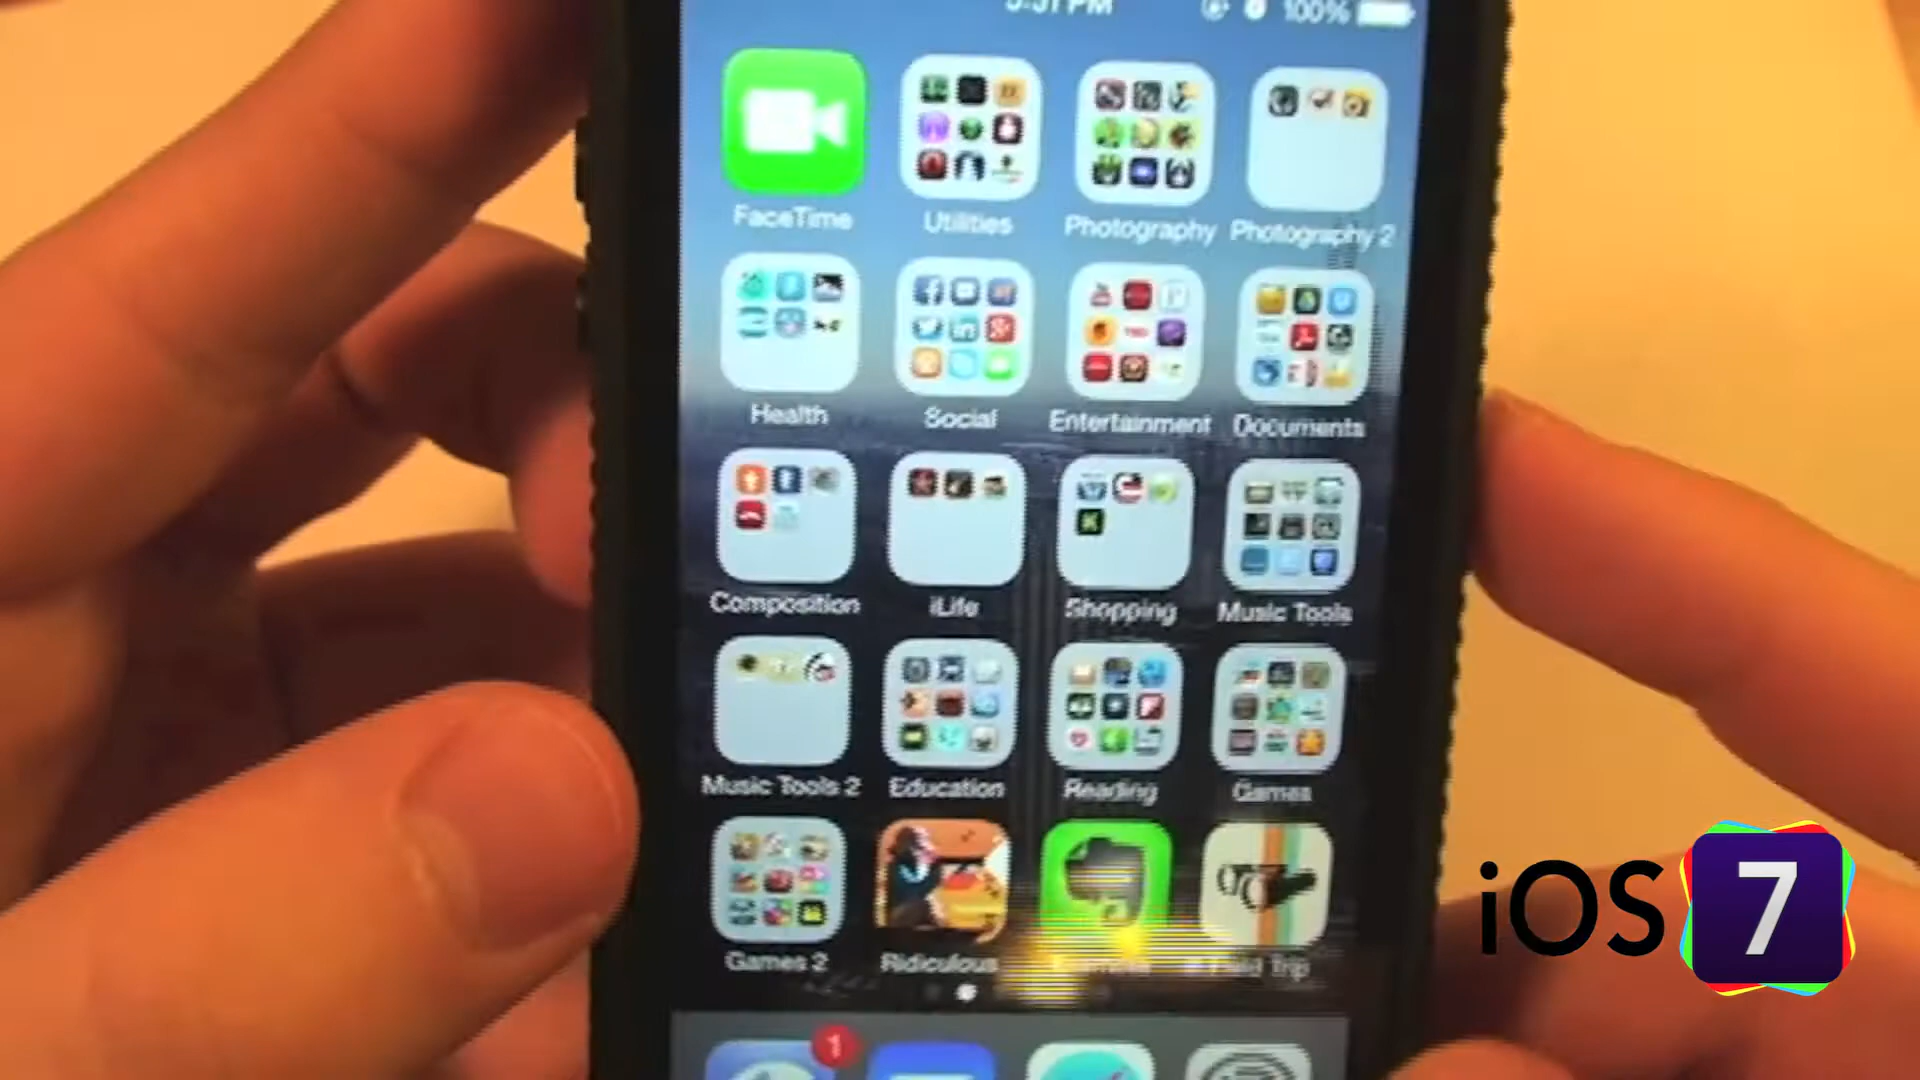 100%
FaceTime
Utilities
Photography
Photography 2
Health
Social
Entertainment
Documents
Composition
iLife
Shopping
Music Tools
Music Tools 2
Education
Reading
Games
Games 2
Ridiculous
Trip
1
iOS 7